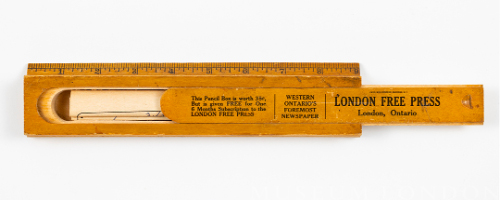 This Pencil Box is worth 35c,
But is given FREE for One
6 Months Subscription to the
LONDON FREE PRESS
WESTERN
ONTARIO'S
FOREMOST
NEWSPAPER
LONDON FREE PRESS
London, Ontario